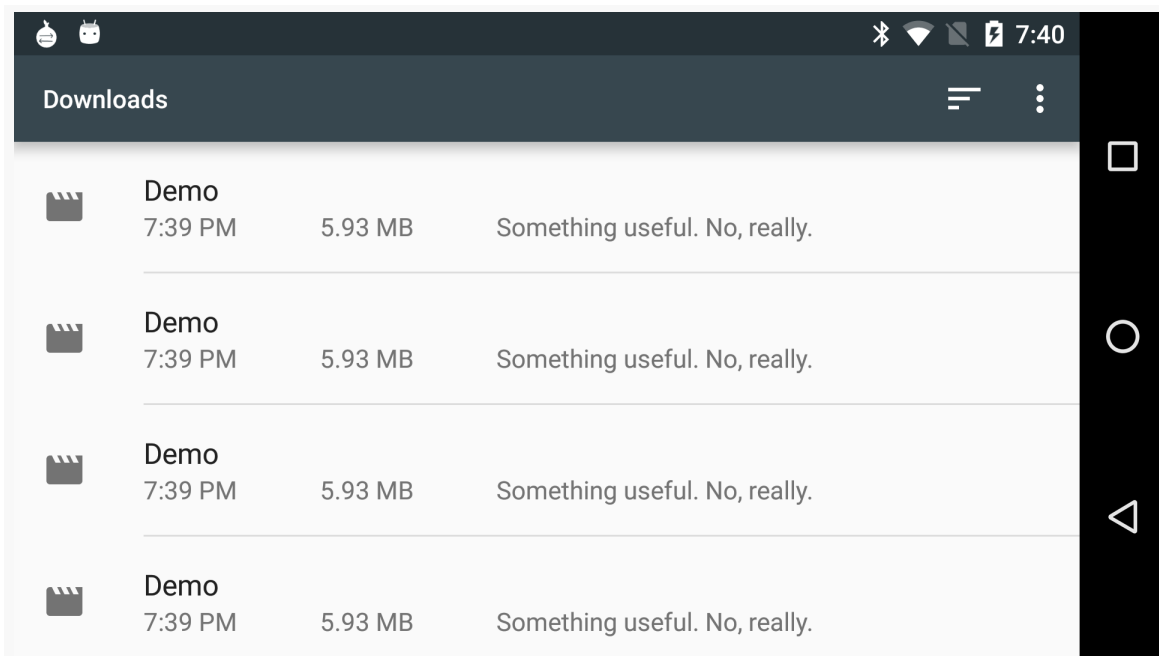 7:40
Downloads
Demo
7:39 PM 5.93 MB Something useful. No, really.
Demo
7:39 PM 5.93 MB Something useful. No, really.
Demo
7:39 PM 5.93 MB Something useful. No, really.
Demo
7:39 PM 5.93 MB Something useful. No, really.